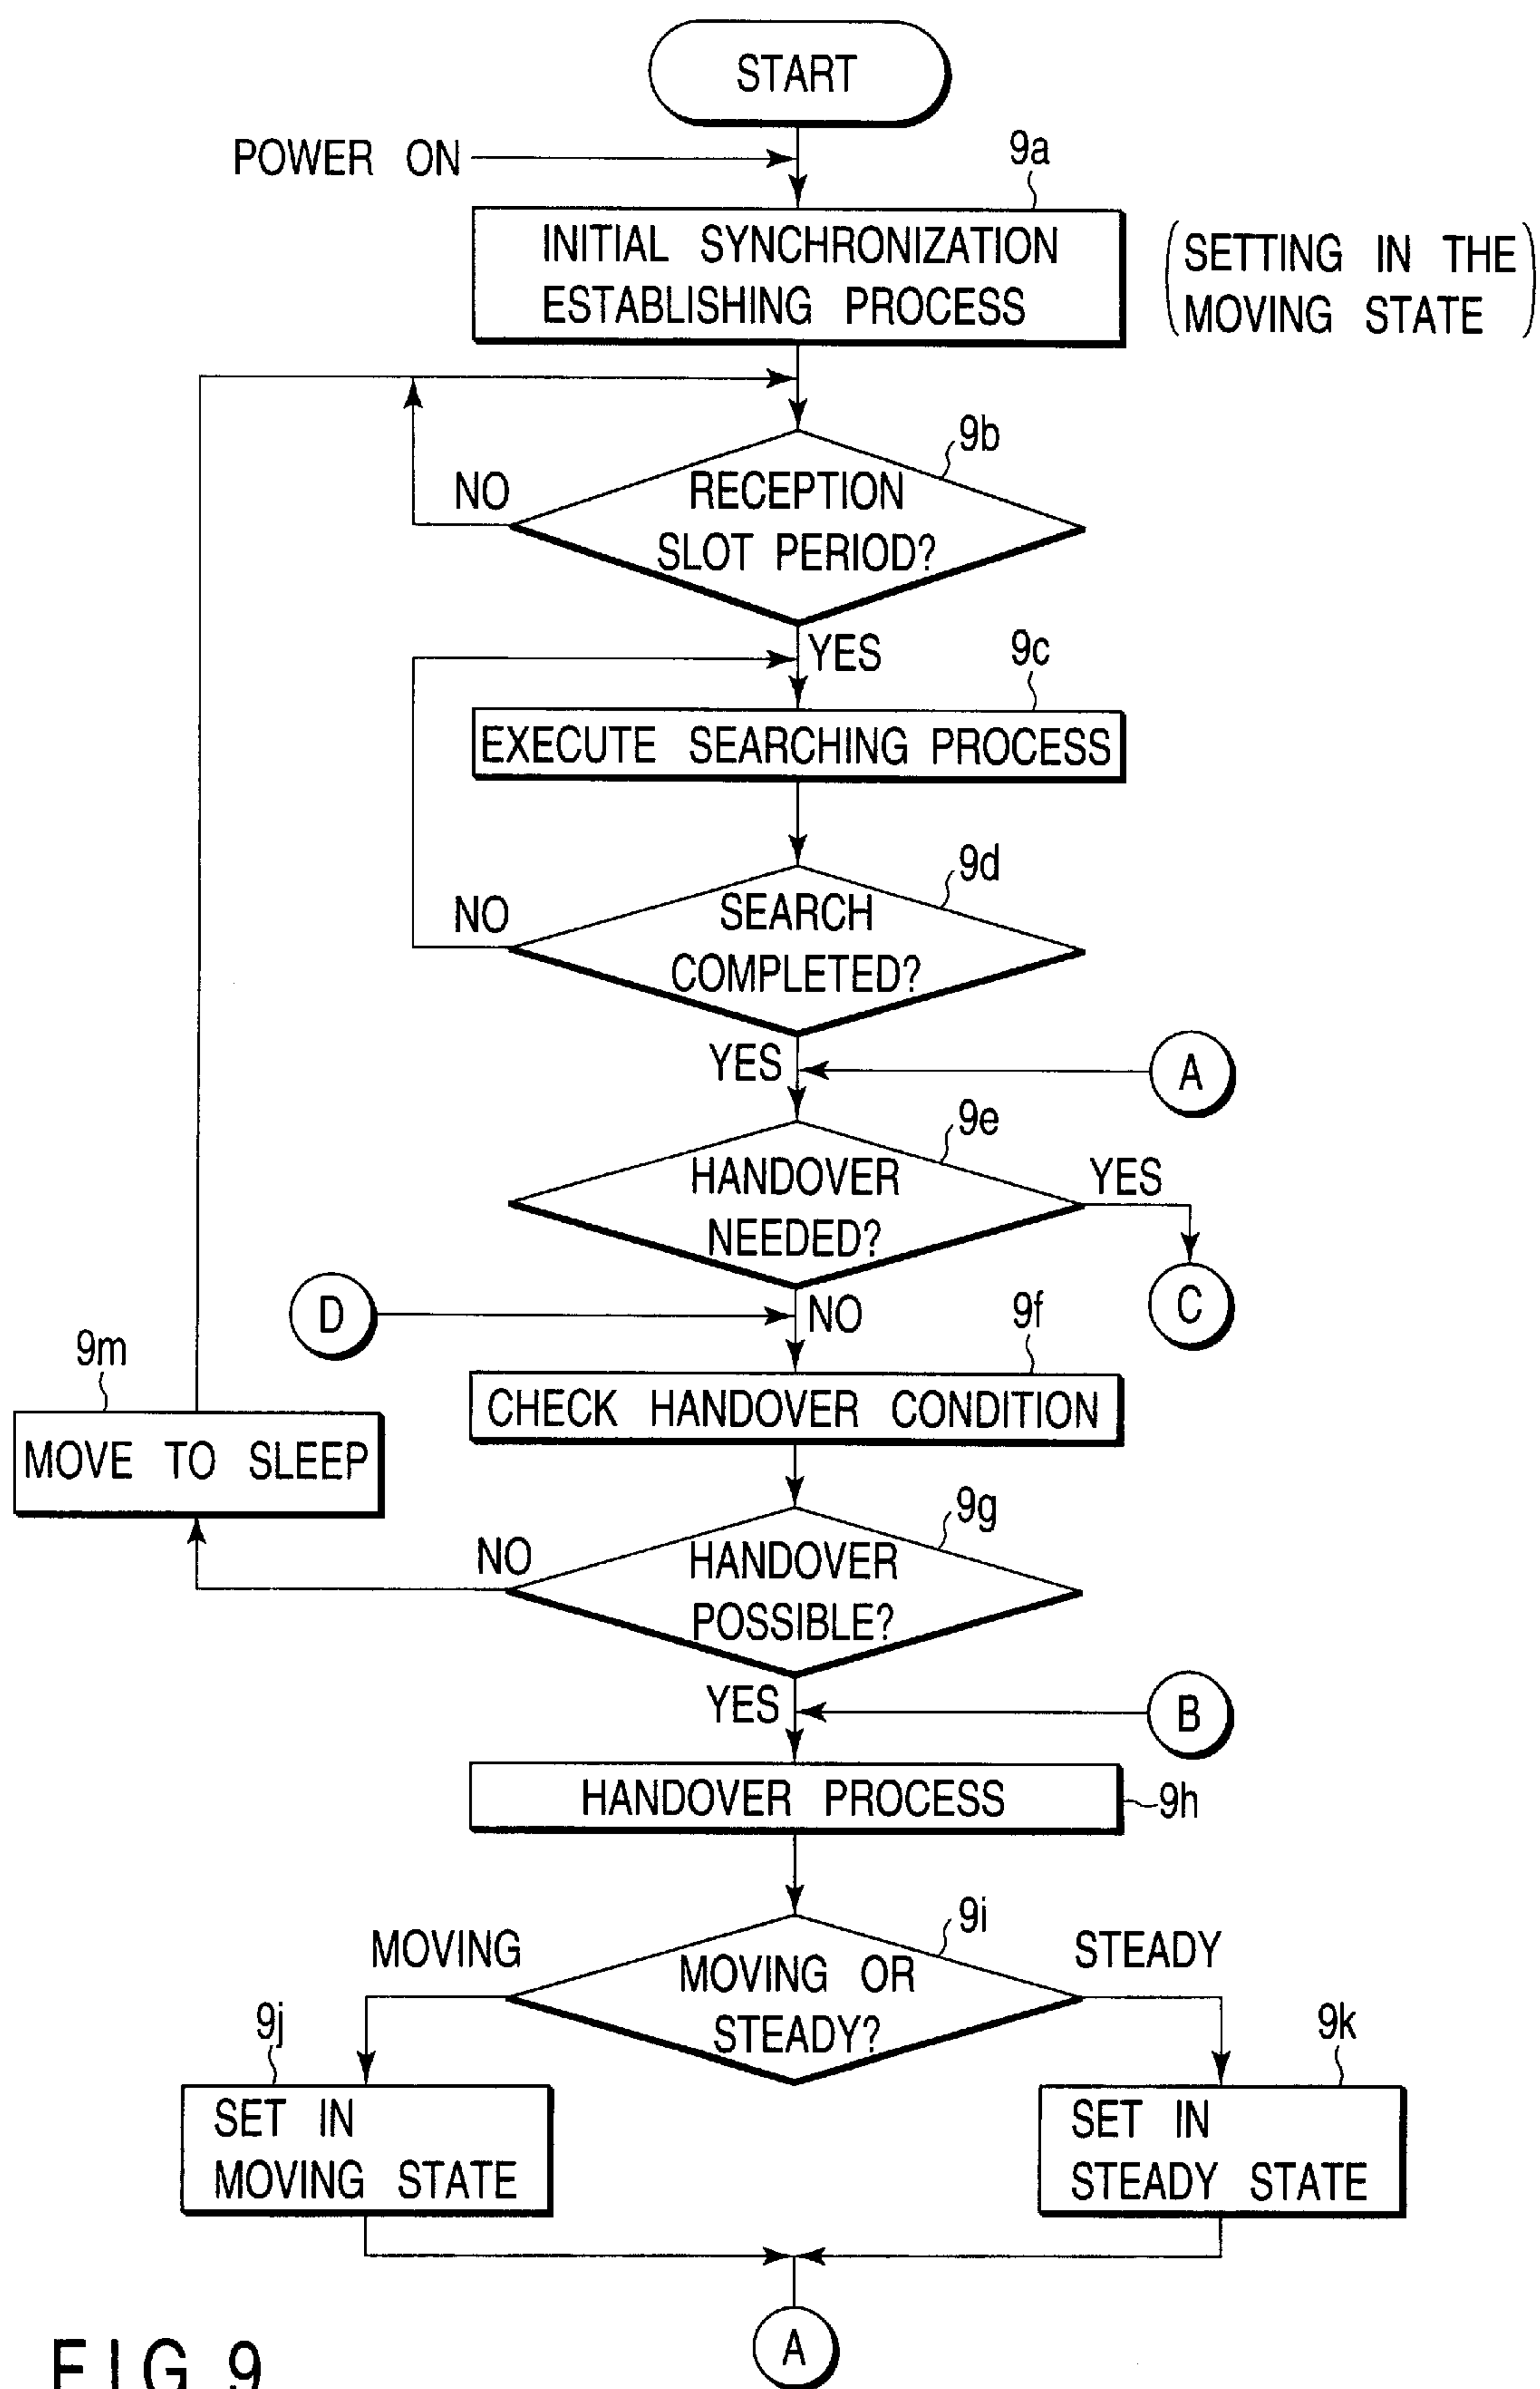 START
POWER ON
9a
INITIAL SYNCHRONIZATION
ESTABLISHING PROCESS
(SETTING IN THE
MOVING STATE)
9b
NO
RECEPTION
SLOT PERIOD?
YES
9c
EXECUTE SEARCHING PROCESS
9d
NO
SEARCH
COMPLETED?
YES
A
9e
HANDOVER
NEEDED?
YES
D
NO
C
9f
9m
CHECK HANDOVER CONDITION
MOVE TO SLEEP
9g
NO
HANDOVER
POSSIBLE?
YES
B
HANDOVER PROCESS
9h
9i
MOVING
MOVING OR
STEADY?
STEADY
9j
9k
SET IN
MOVING STATE
SET IN
STEADY STATE
A
FIG 9